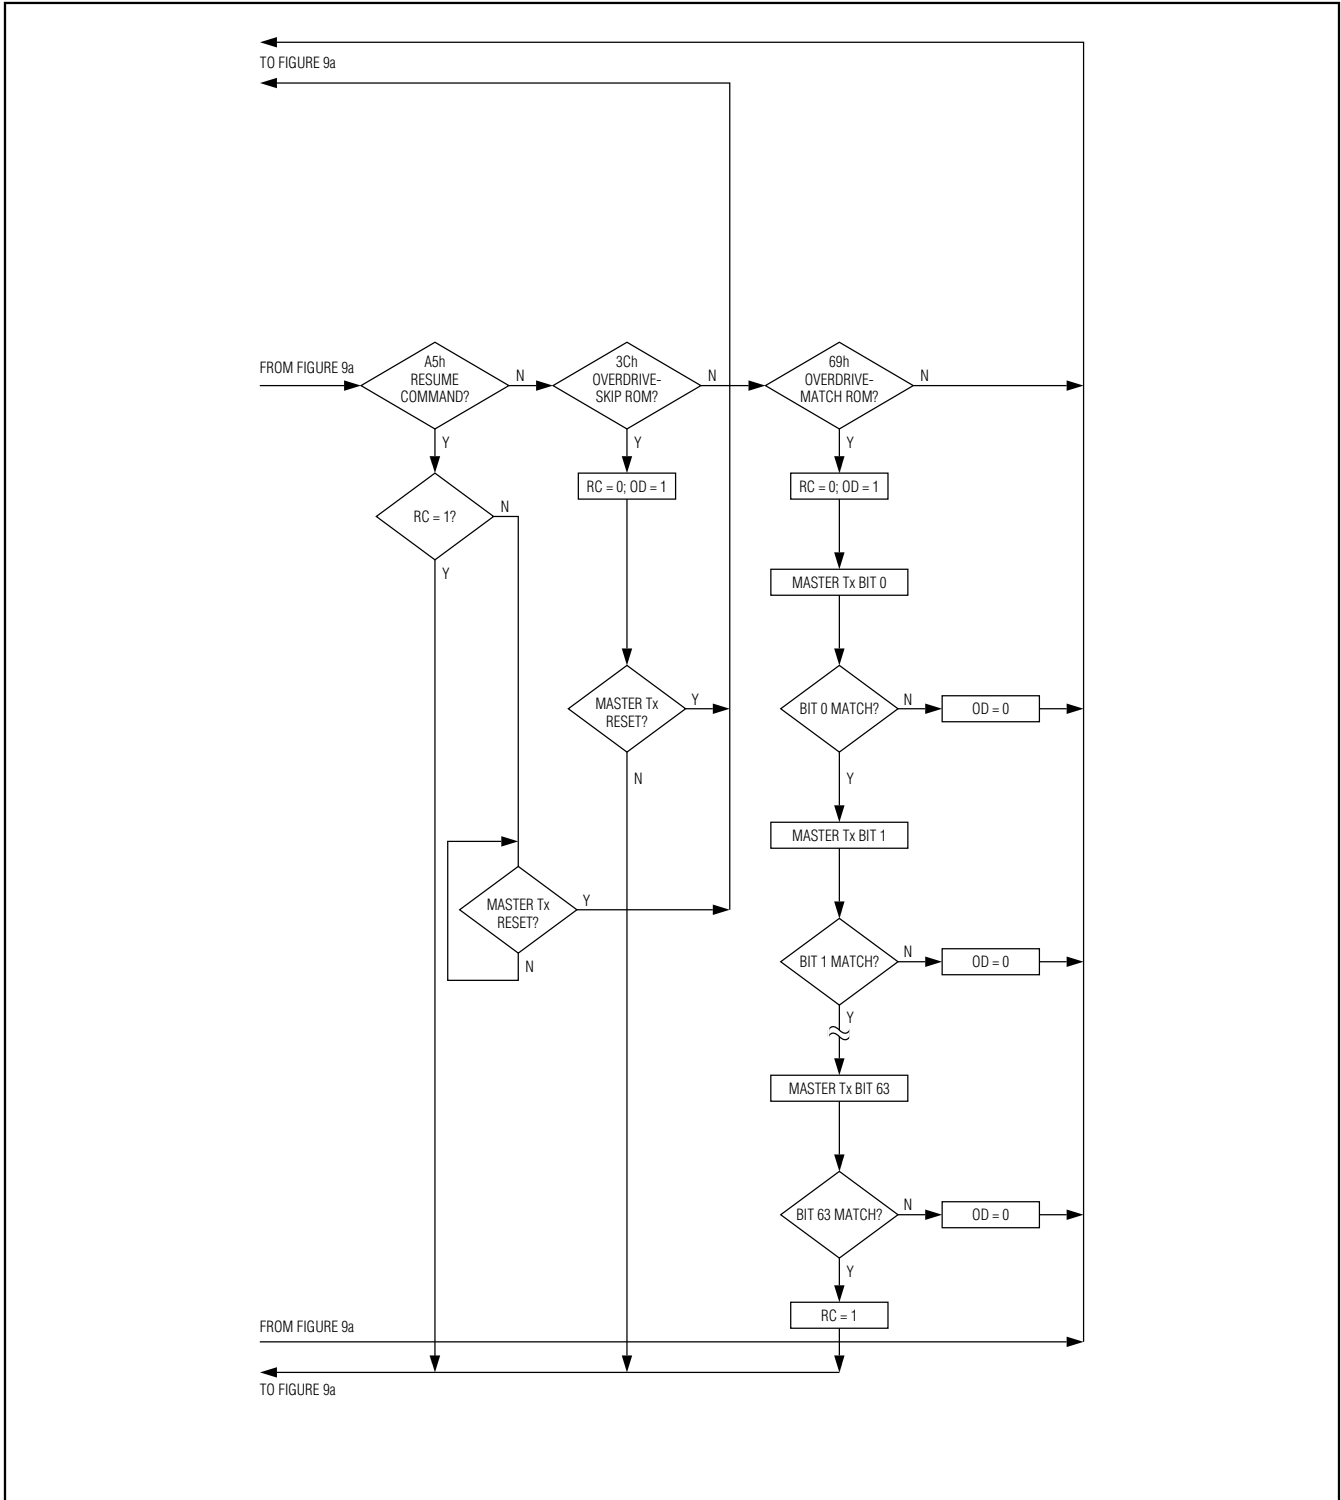 TO FIGURE 9a
FROM FIGURE 9a
A5h
RESUME
COMMAND?
N
3Ch
OVERDRIVE-
SKIP ROM?
N
69h
OVERDRIVE-
MATCH ROM?
N
Y
Y
Y
RC = 1?
N
RC = 0; OD = 1
RC = 0; OD = 1
Y
MASTER Tx BIT 0
MASTER Tx
RESET?
Y
BIT 0 MATCH?
N
OD = 0
N
Y
MASTER Tx BIT 1
MASTER Tx
RESET?
Y
N
BIT 1 MATCH?
N
OD = 0
Y
MASTER Tx BIT 63
BIT 63 MATCH?
N
OD = 0
Y
RC = 1
FROM FIGURE 9a
TO FIGURE 9a